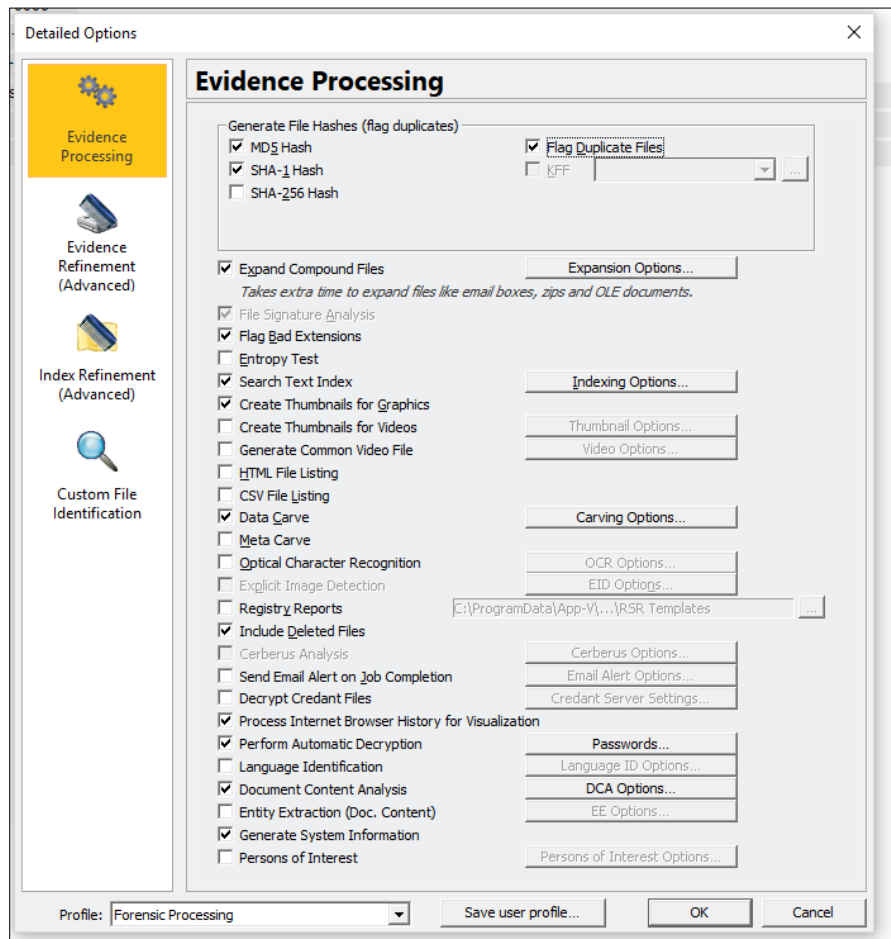 Detailed Options
Evidence Processing
Evidence
Processing
Evidence
Refinement
(Advanced)
Index Refinement
(Advanced)
Custom File
Identification
Generate File Hashes (flag duplicates)
MD5 Hash
Flag Duplicate Files
SHA-1 Hash
KFF
...
SHA-256 Hash
Expand Compound Files
Expansion Options...
Takes extra time to expand files like email boxes, zips and OLE documents.
File Signature Analysis
Flag Bad Extensions
Entropy Test
Search Text Index
Indexing Options...
Create Thumbnails for Graphics
Create Thumbnails for Videos
Thumbnail Options...
Generate Common Video File
Video Options...
HTML File Listing
CSV File Listing
Data Carve
Carving Options...
Meta Carve
Optical Character Recognition
OCR Options...
Explicit Image Detection
EID Options...
Registry Reports
C:\ProgramData\App-V\...\RSR Templates
...
Include Deleted Files
Cerberus Analysis
Cerberus Options...
Send Email Alert on Job Completion
Email Alert Options...
Decrypt Credant Files
Credant Server Settings...
Process Internet Browser History for Visualization
Perform Automatic Decryption
Passwords...
Language Identification
Language ID Options...
Document Content Analysis
DCA Options...
Entity Extraction (Doc. Content)
EE Options...
Generate System Information
Persons of Interest
Persons of Interest Options...
Profile:
Forensic Processing
Save user profile...
OK
Cancel